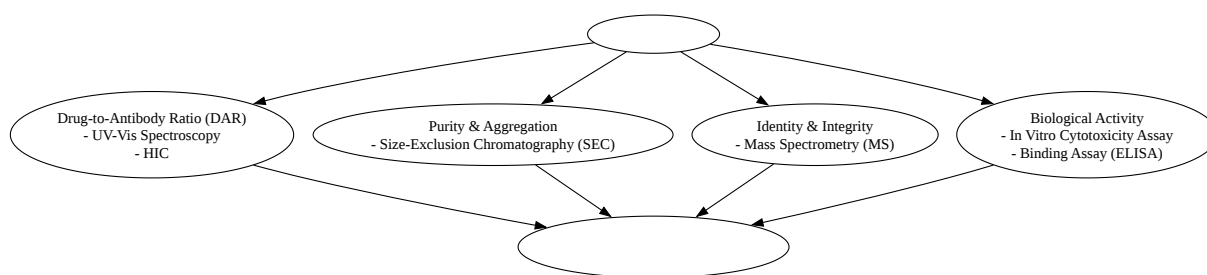 Drug-to-Antibody Ratio (DAR)
- UV-Vis Spectroscopy
- HIC
Purity & Aggregation
- Size-Exclusion Chromatography (SEC)
Identity & Integrity
- Mass Spectrometry (MS)
Biological Activity
- In Vitro Cytotoxicity Assay
- Binding Assay (ELISA)